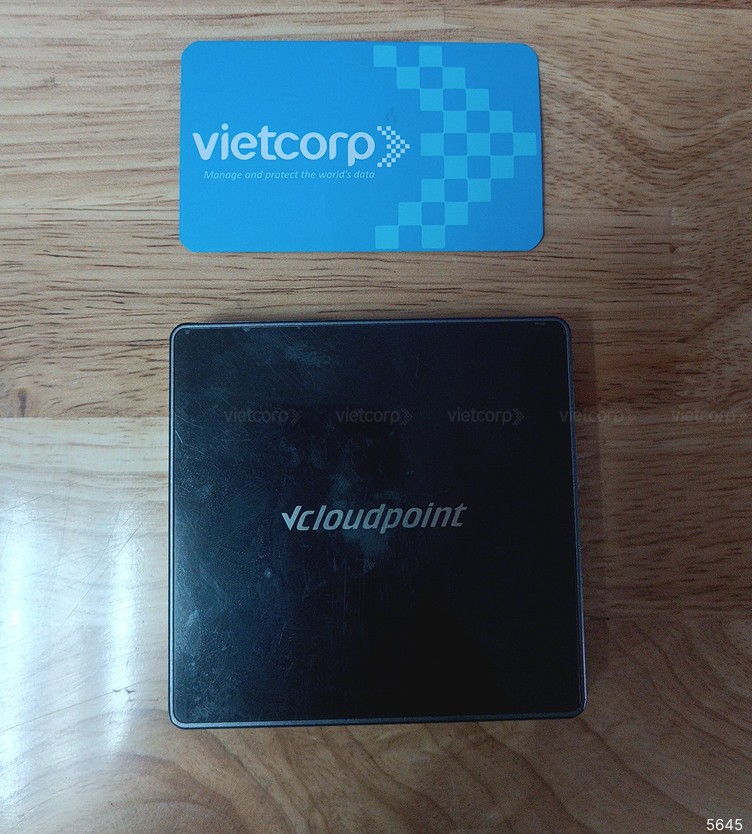 vietcorp
Manage and protect the world's data
vietcorp vietcorp vietcorp vietcorp vietcorp
vcloudpoint
5645